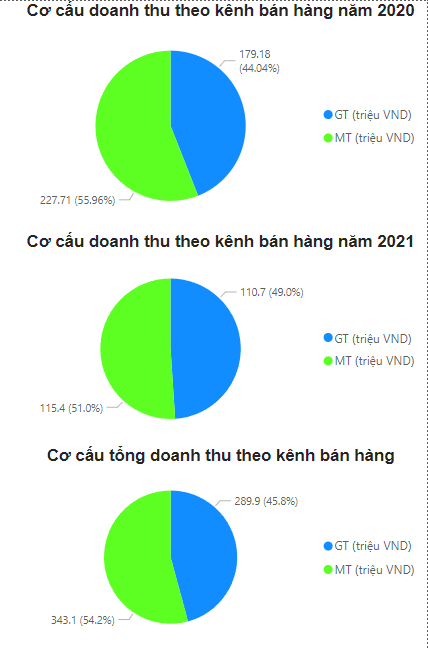 Cơ cấu doanh thu theo kênh bán hàng năm 2020
179.18
(44.04%)
GT (triệu VND)
MT (triệu VND)
227.71 (55.96%)
Cơ cấu doanh thu theo kênh bán hàng năm 2021
110.7 (49.0%)
GT (triệu VND)
MT (triệu VND)
115.4 (51.0%)
Cơ cấu tổng doanh thu theo kênh bán hàng
289.9 (45.8%)
GT (triệu VND)
MT (triệu VND)
343.1 (54.2%)